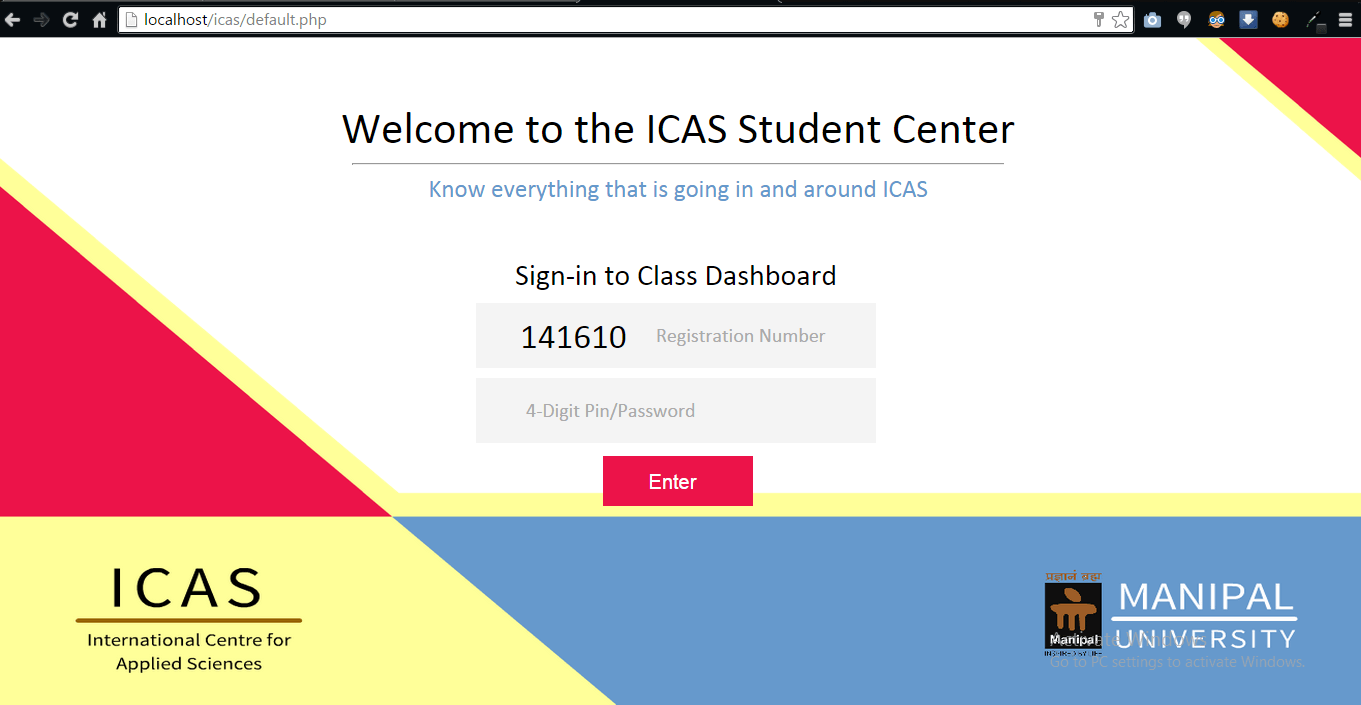 localhost/icas/default.php
Welcome to the ICAS Student Center
Know everything that is going in and around ICAS
Sign-in to Class Dashboard
141610 Registration Number
4-Digit Pin/Password
Enter
ICAS
International Centre for
Applied Sciences
प्रज्ञानं ब्रह्म
Manipal
INSPIRED BY LIFE
MANIPAL
UNIVERSITY
Activate Windows
Go to PC settings to activate Windows.